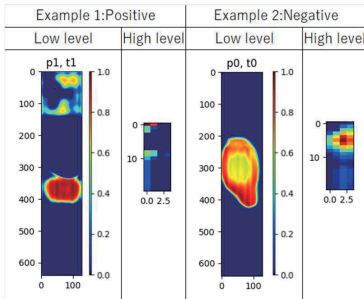 Example 1:Positive Example 2:Negative
Low level High level Low level High level
p1, t1 p0, t0
0 1.0 0 1.0
100 0.8 100 0.8
200 0 200 0
300 0.6 10 300 0.6 10
400 0.4 0.0 2.5 400 0.4 0.0 2.5
500 0.2 500 0.2
600 0.0 600 0.0
0 100 0 100